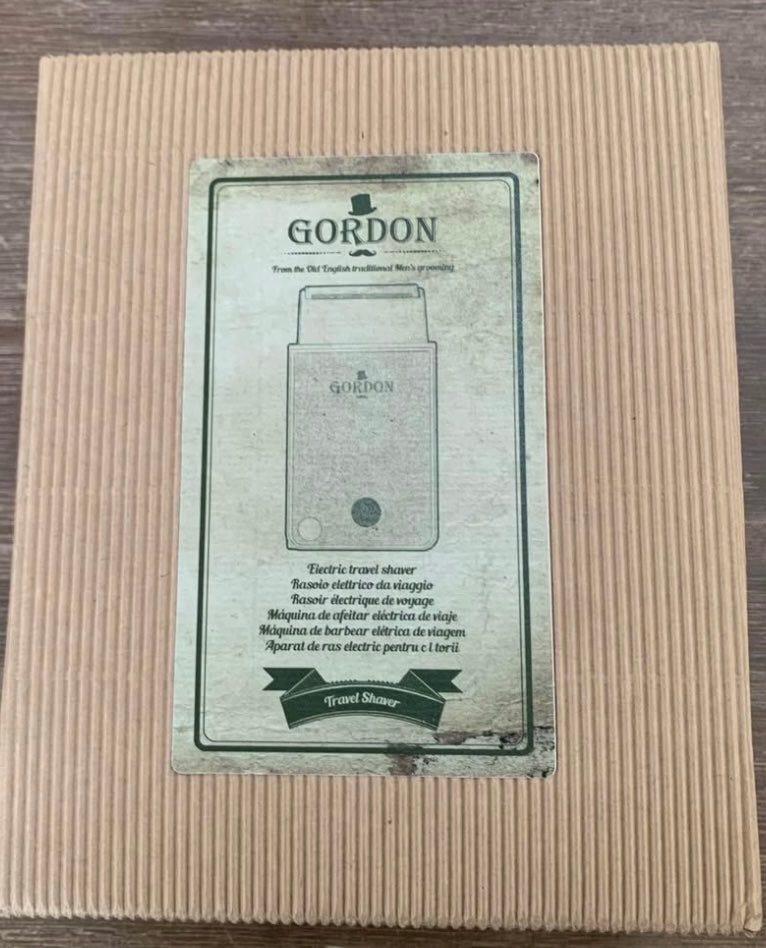 GORDON
From the Old English traditional Men's grooming
GORDON
Electric travel shaver
Rasoio elettrico da viaggio
Rasoir électrique de voyage
Máquina de afeitar eléctrica de viaje
Máquina de barbear elétrica de viagem
Aparat de ras electric pentru c l torii
Travel Shaver